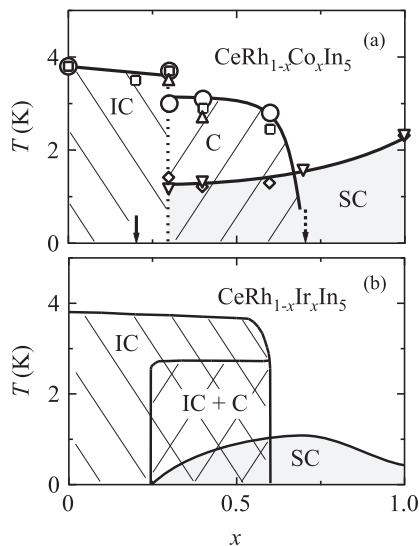 (a)
CeRh₁₋ₓCoₓIn₅
4
IC
C
T (K)
2
SC
0
(b)
CeRh₁₋ₓIrₓIn₅
4
IC
T (K)
IC + C
2
SC
0
0 0.5 1.0
x